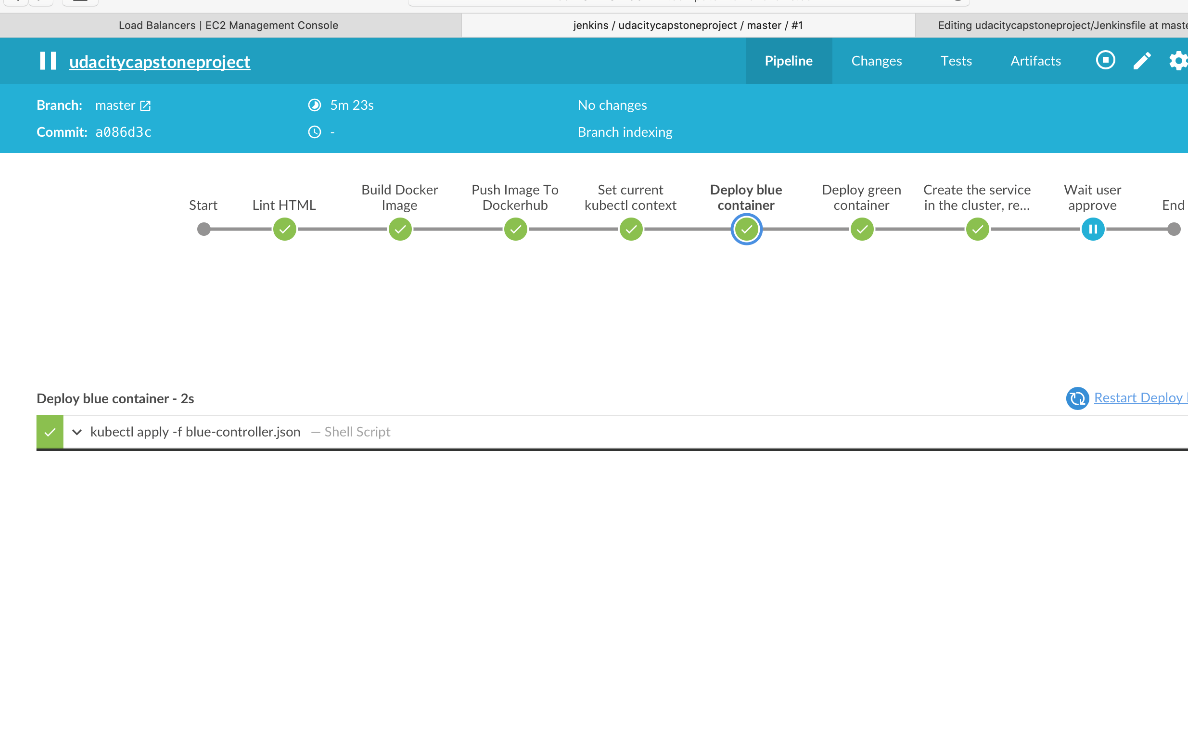 Load Balancers | EC2 Management Console
jenkins / udacitycapstoneproject / master / #1
Editing udacitycapstoneproject/Jenkinsfile at maste
udacitycapstoneproject
Pipeline
Changes
Tests
Artifacts
Branch: master
5m 23s
No changes
Commit: a086d3c
-
Branch indexing
Start
Lint HTML
Build Docker
Image
Push Image To
Dockerhub
Set current
kubectl context
Deploy blue
container
Deploy green
container
Create the service
in the cluster, re...
Wait user
approve
End
Deploy blue container - 2s
Restart Deploy
kubectl apply -f blue-controller.json — Shell Script